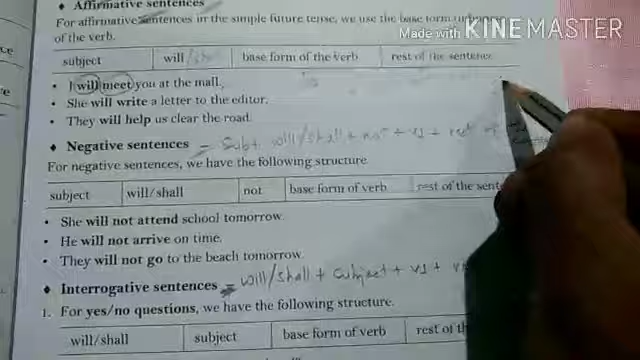 Affirmative sentences
Made with KINEMASTER
For affirmative sentences in the simple future tense, we use the base form
of the verb.
subject will/ base form of the verb rest of the sentence
• I will meet you at the mall.
• She will write a letter to the editor.
• They will help us clear the road.
◆ Negative sentences – Sub+ will/shall + not + v1 + rest of
For negative sentences, we have the following structure.
subject will/shall not base form of verb rest of the sent
• She will not attend school tomorrow.
• He will not arrive on time.
• They will not go to the beach tomorrow.
◆ Interrogative sentences = will/shall + subject + v1 +
1. For yes/no questions, we have the following structure.
will/shall subject base form of verb rest of th